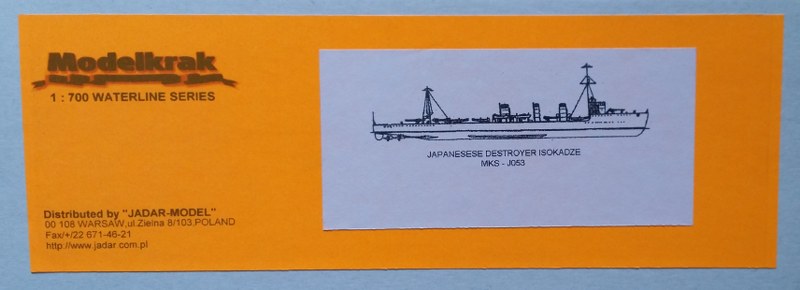 Modelkrak
1 : 700 WATERLINE SERIES
JAPANESESE DESTROYER ISOKADZE
MKS - J053
Distributed by "JADAR-MODEL"
00 108 WARSAW,ul.Zielna 8/103.POLAND
Fax/+/22 671-46-21
http://www.jadar.com.pl